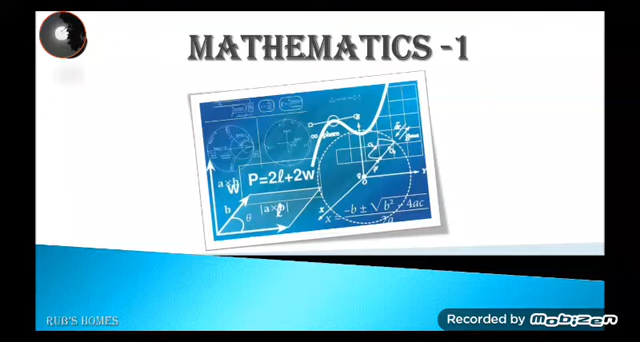 MATHEMATICS -1
P=2ℓ+2w
a×b
W
b
θ
|a×b|
x = -b ± √b² - 4ac
RUB'S HOMES
Recorded by mobizen